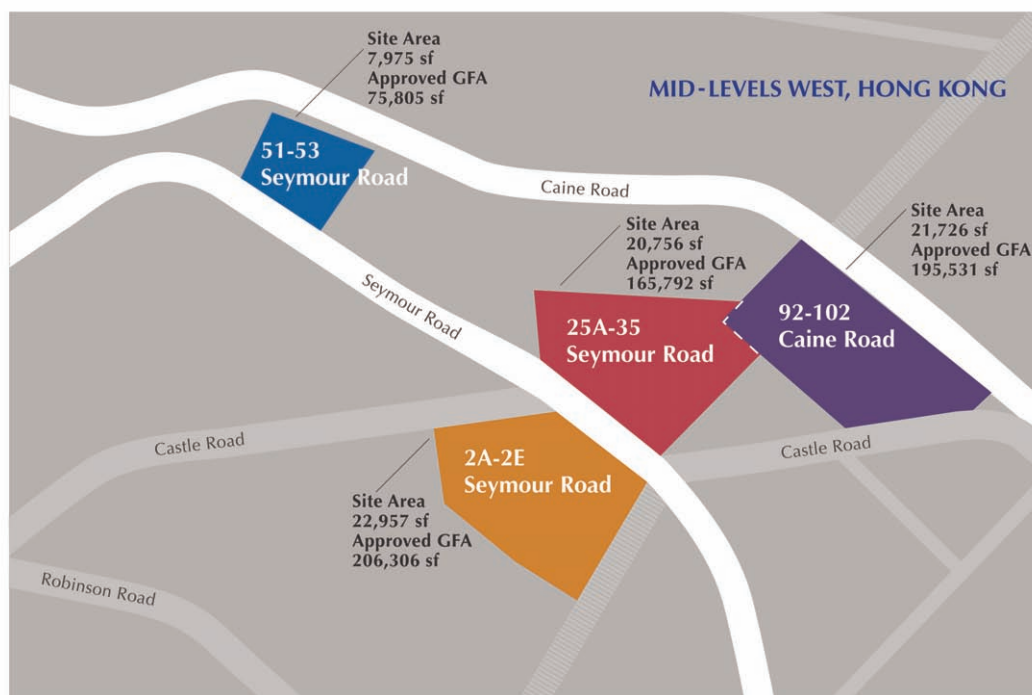 Site Area
7,975 sf
Approved GFA
75,805 sf
MID-LEVELS WEST, HONG KONG
51-53
Seymour Road
Caine Road
Site Area
21,726 sf
Approved GFA
195,531 sf
Site Area
20,756 sf
Approved GFA
165,792 sf
Seymour Road
92-102
Caine Road
25A-35
Seymour Road
Castle Road
Castle Road
2A-2E
Seymour Road
Site Area
22,957 sf
Approved GFA
206,306 sf
Robinson Road